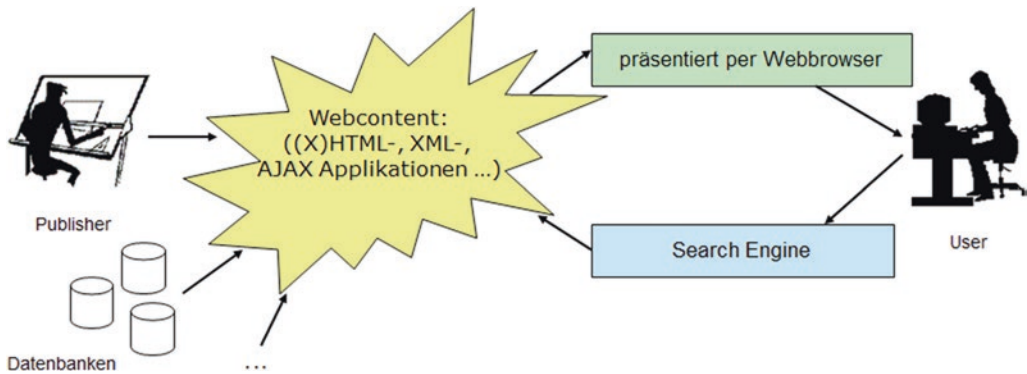 präsentiert per Webbrowser
Webcontent:
((X)HTML-, XML-,
AJAX Applikationen ...)
Publisher
Search Engine
User
Datenbanken
...